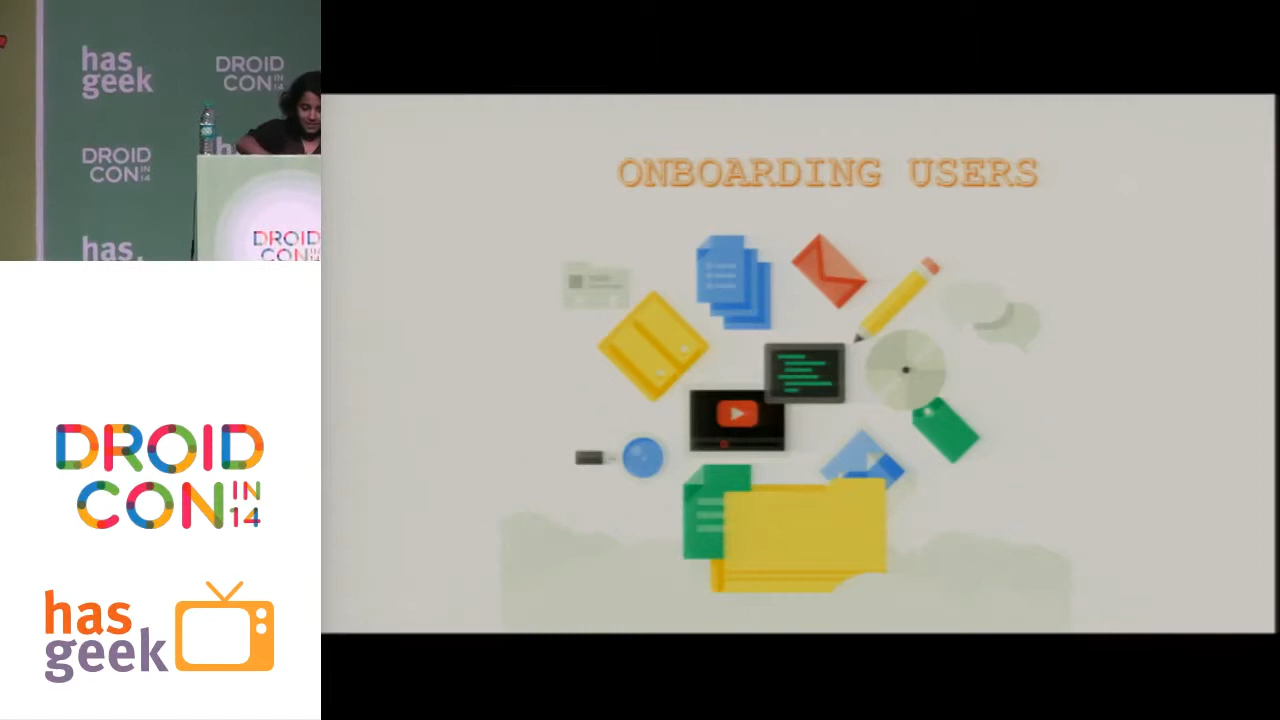 has
geek
DROID
CON IN
14
DROID
CON IN
14
h
has
DROID
CON
ONBOARDING USERS
DROID
CON IN
14
has
geek